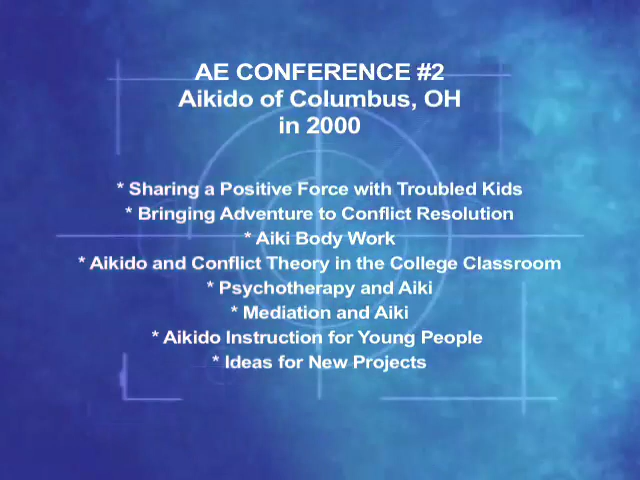 AE CONFERENCE #2
Aikido of Columbus, OH
in 2000
* Sharing a Positive Force with Troubled Kids
* Bringing Adventure to Conflict Resolution
* Aiki Body Work
* Aikido and Conflict Theory in the College Classroom
* Psychotherapy and Aiki
* Mediation and Aiki
* Aikido Instruction for Young People
* Ideas for New Projects